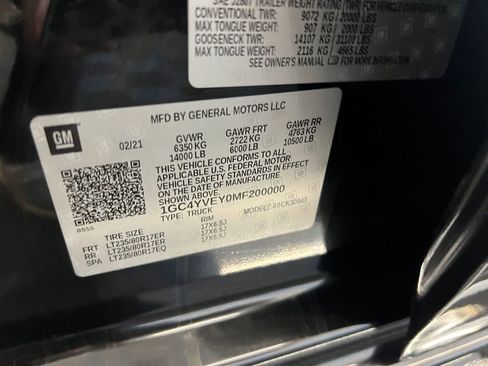 SAE J2807 TRAILER WEIGHT RATING (TWR) FOR VEHICLE CONFIGURATION
CONVENTIONAL TWR: 9072 KG / 20000 LBS
MAX TONGUE WEIGHT: 907 KG / 2000 LBS
GOOSENECK TWR: 14107 KG / 31100 LBS
MAX TONGUE WEIGHT: 2116 KG / 4665 LBS
SEE OWNER'S MANUAL
GM
MFD BY GENERAL MOTORS LLC
02/21 GVWR GAWR FRT GAWR RR
6350 KG 2722 KG 4763 KG
14000 LB 6000 LB 10500 LB
THIS VEHICLE CONFORMS TO ALL
APPLICABLE U.S. FEDERAL MOTOR
VEHICLE SAFETY STANDARDS IN EFFECT
ON THE DATE OF MANUFACTURE
SHOWN ABOVE.
1GC4YVEY0MF200000
TYPE: TRUCK MODEL:
B555
TIRE SIZE RIM
FRT LT235/80R17ER 17X6.5J
RR LT235/80R17ER 17X6.5J
SPA LT235/80R17EQ 17X6.5J